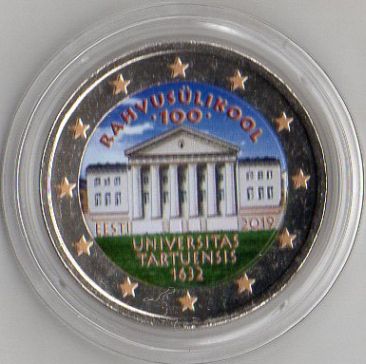 RAHVUSÜLIKOOL
·100·
EESTI 2019
UNIVERSITAS
TARTUENSIS
1632